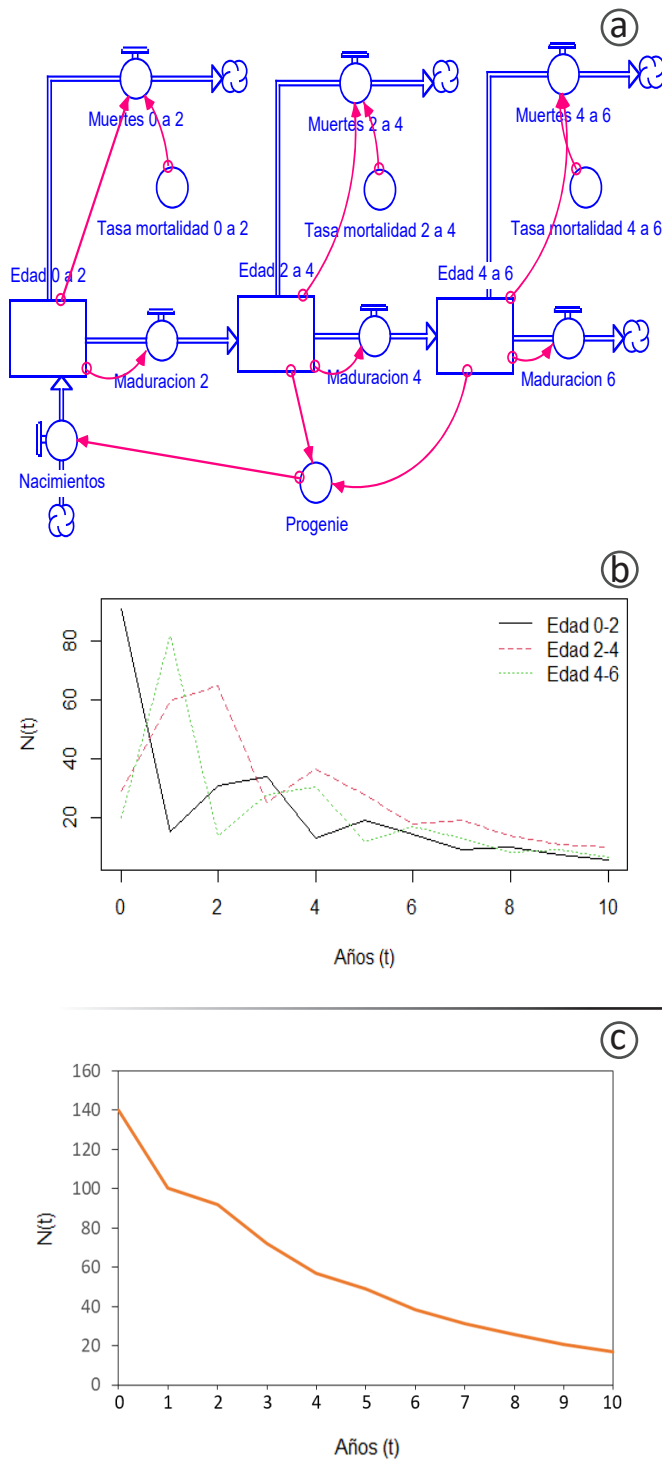 a
Muertes 0 a 2
Muertes 2 a 4
Muertes 4 a 6
Tasa mortalidad 0 a 2
Tasa mortalidad 2 a 4
Tasa mortalidad 4 a 6
Edad 0 a 2
Edad 2 a 4
Edad 4 a 6
Maduracion 2
Maduracion 4
Maduracion 6
Nacimientos
Progenie
b
Edad 0-2
Edad 2-4
Edad 4-6
N(t)
80
60
40
20
0 2 4 6 8 10
Años (t)
c
N(t)
160
140
120
100
80
60
40
20
0
0 1 2 3 4 5 6 7 8 9 10
Años (t)